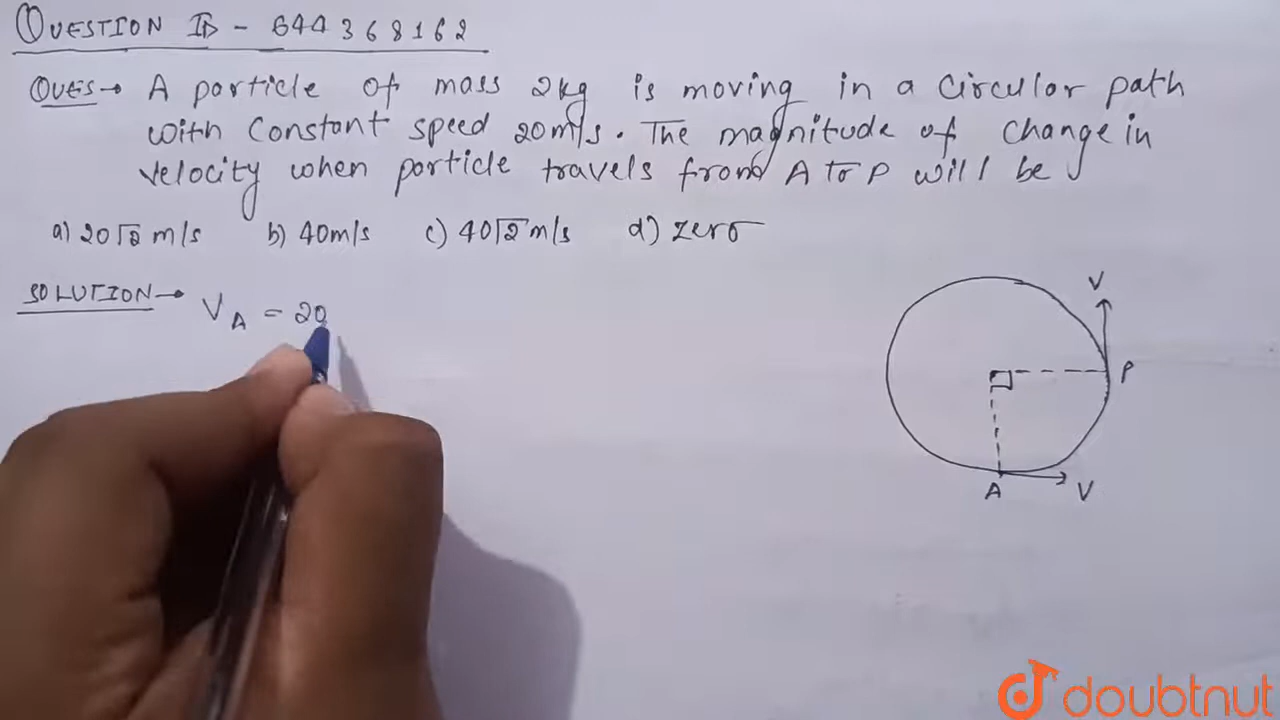 QUESTION ID - 644368162
QUES → A particle of mass 2kg is moving in a circular path
with constant speed 20m/s. The magnitude of change in
velocity when particle travels from A to P will be
a) 20√2 m/s b) 40m/s c) 40√2 m/s d) zero
SOLUTION → V_A = 20
V
P
A
V
doubtnut